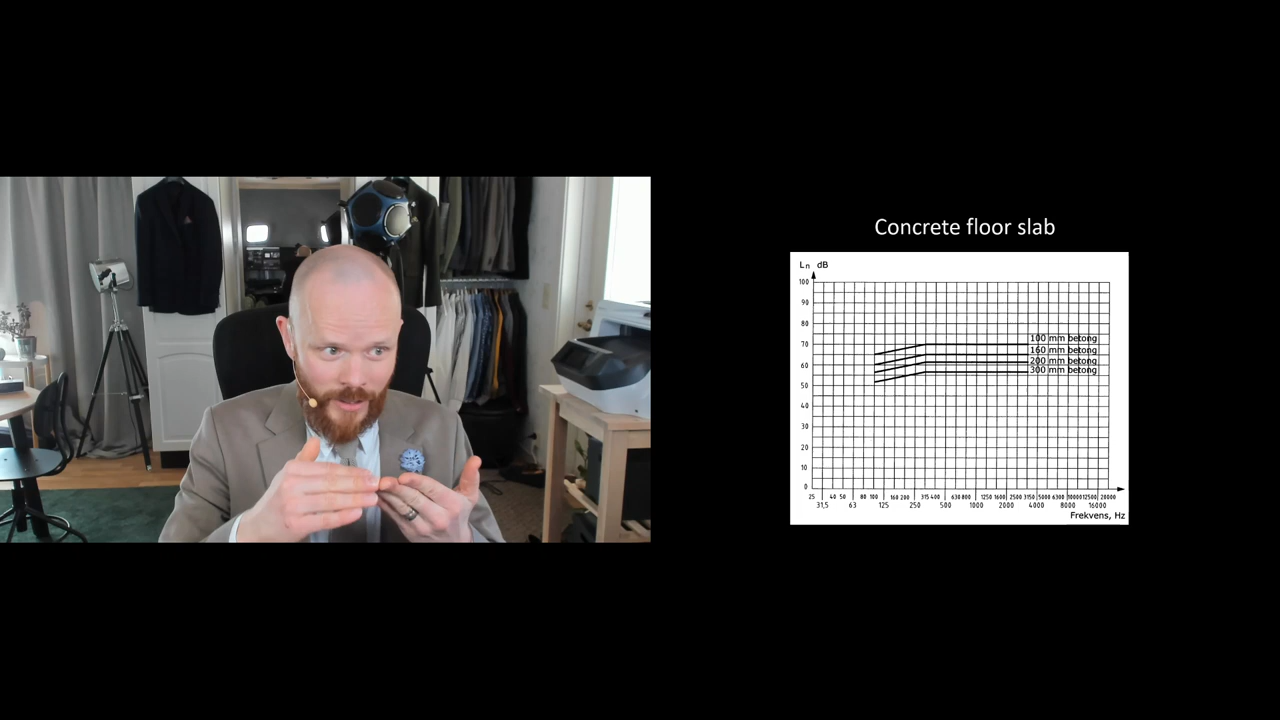 Concrete floor slab
Ln dB
100
90
80
70
60
50
40
30
20
10
0
100 mm betong
160 mm betong
200 mm betong
300 mm betong
25 40 50 80 100 160 200 315 400 630 800 1250 1600 2500 3150 5000 6300 10000 12500 20000
31,5 63 125 250 500 1000 2000 4000 8000 16000
Frekvens, Hz